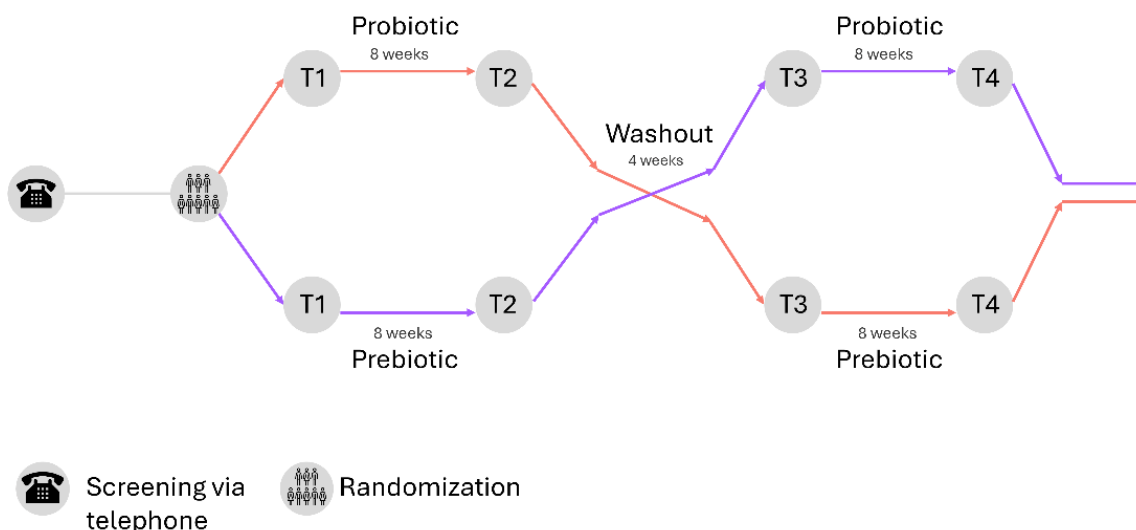 Probiotic
8 weeks
T1
T2
Probiotic
8 weeks
T3
T4
Washout
4 weeks
T1
T2
8 weeks
Prebiotic
T3
T4
8 weeks
Prebiotic
Screening via
telephone
Randomization